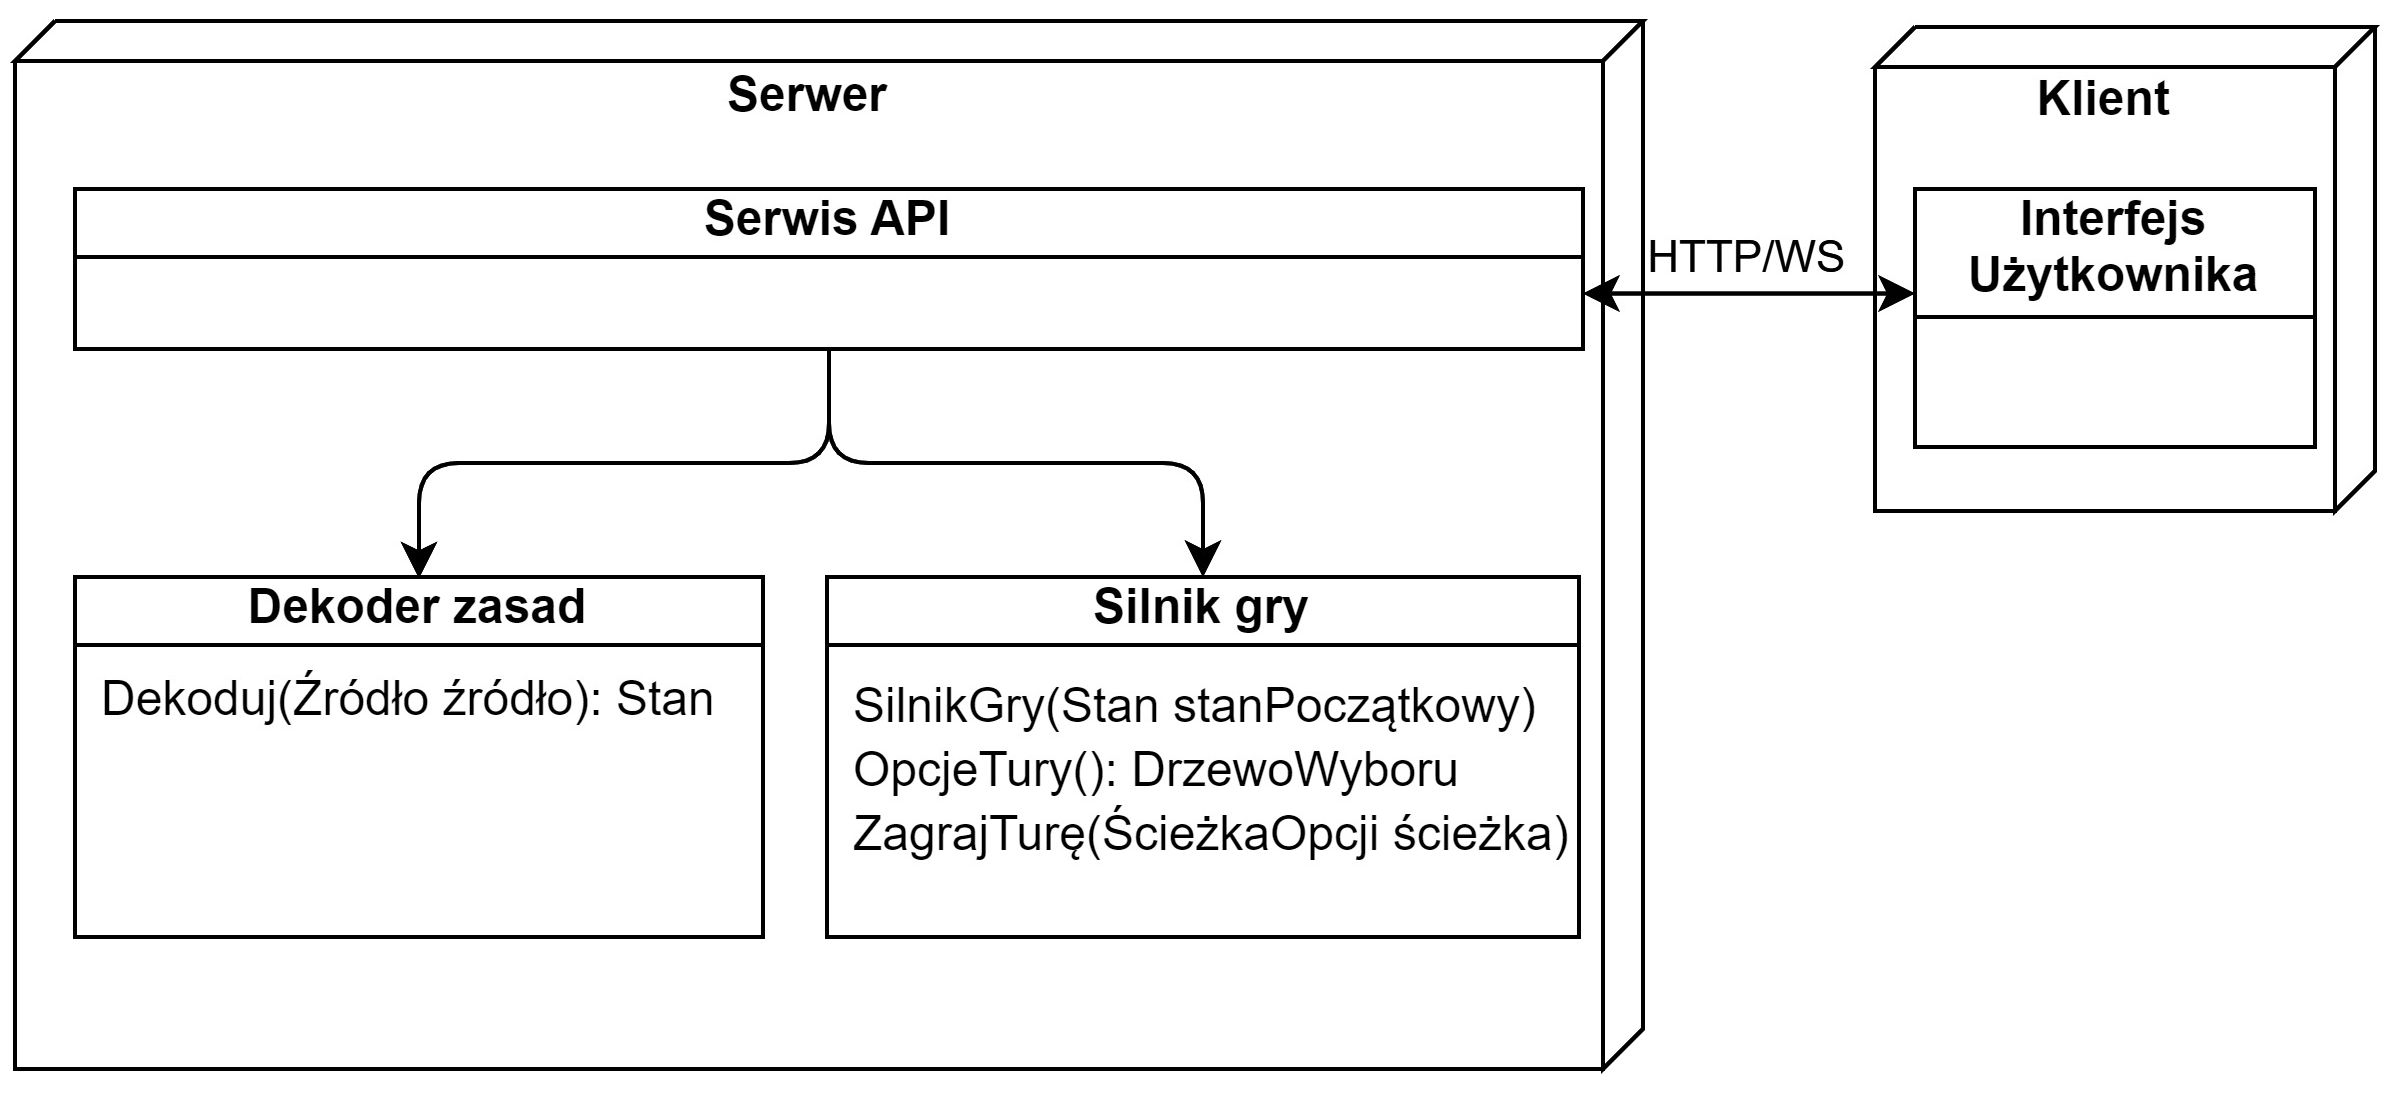 Serwer
Serwis API
Dekoder zasad
Dekoduj(Źródło źródło): Stan
Silnik gry
SilnikGry(Stan stanPoczątkowy)
OpcjeTury(): DrzewoWyboru
ZagrajTurę(ŚcieżkaOpcji ścieżka)
HTTP/WS
Klient
Interfejs
Użytkownika